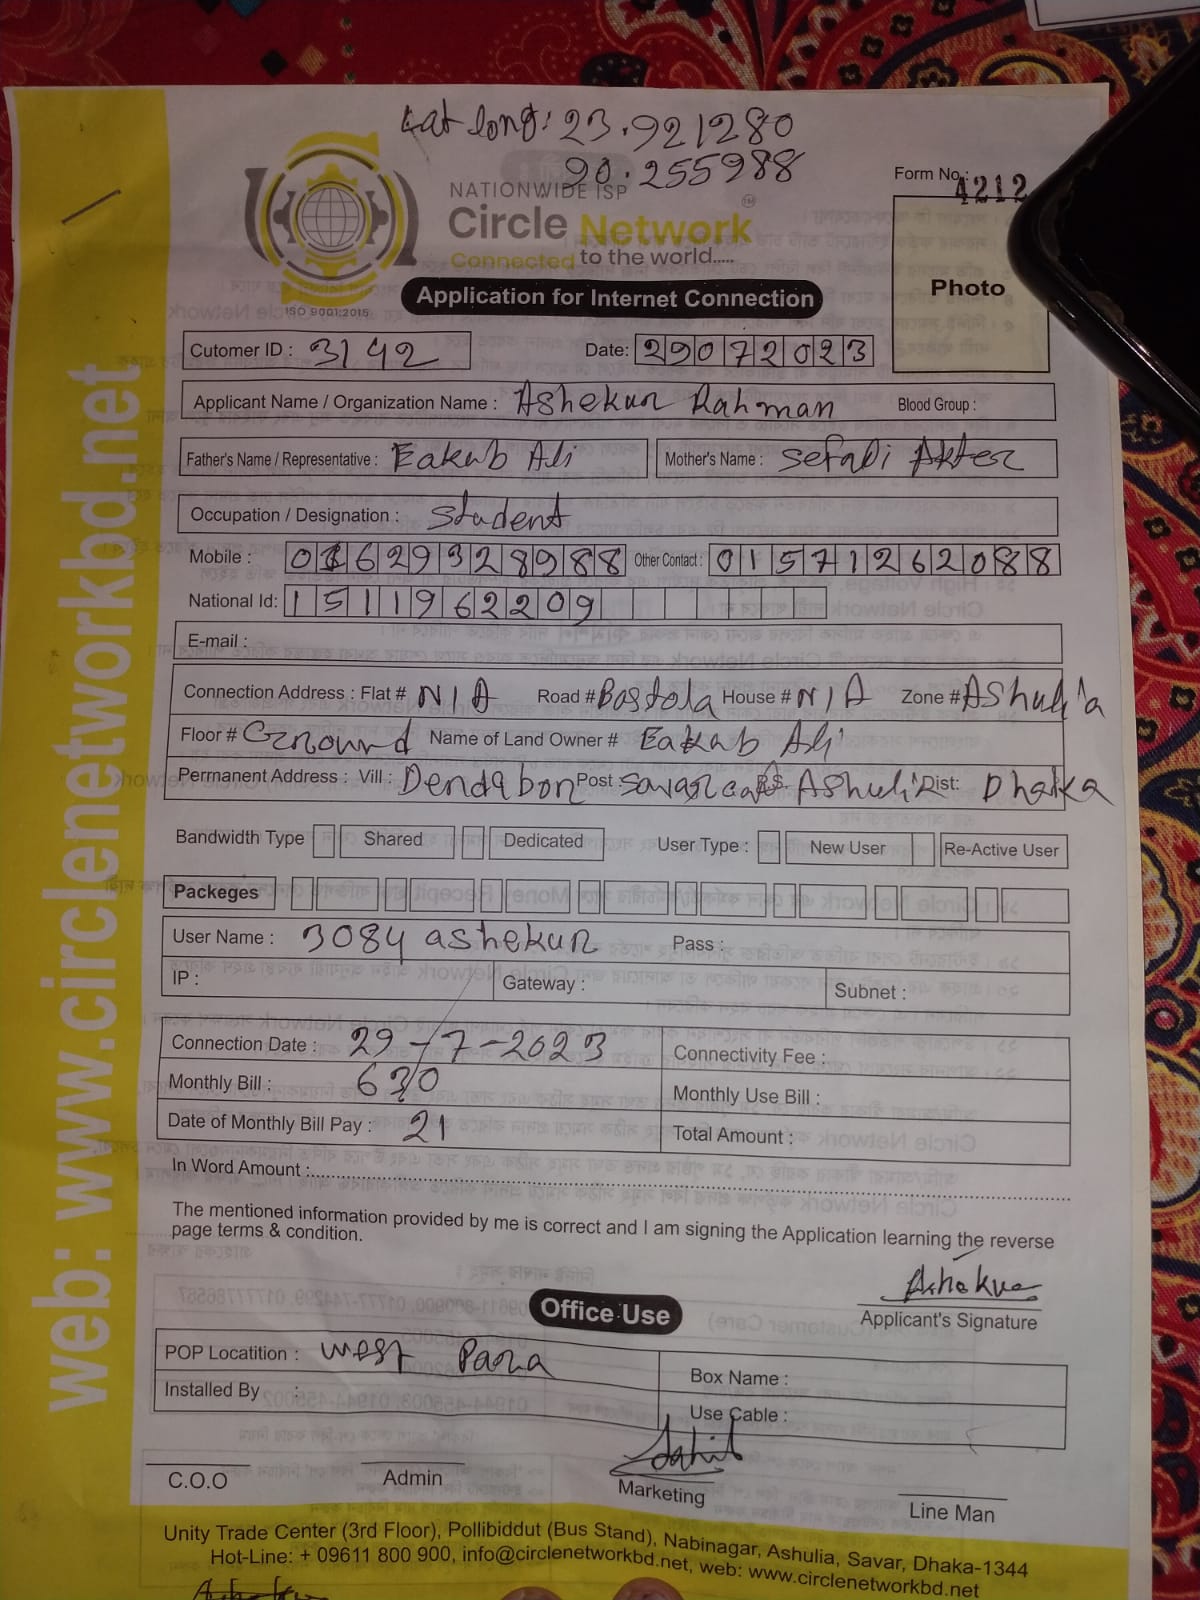 Lat long: 23.921280
90.255988
NATIONWIDE ISP
Circle Network
Connected to the world.....
ISO 9001:2015
Form No.: 4212
Photo
Application for Internet Connection
Cutomer ID : 3142 Date: 29072023
Applicant Name / Organization Name : Ashekur Rahman Blood Group :
Father's Name / Representative : Eakub Ali Mother's Name : Sefali Akter
Occupation / Designation : Student
Mobile : 01629328988 Other Contact : 01571262088
National Id: 1511962209
E-mail :
Connection Address : Flat # N/A Road # Bostola House # N/A Zone # Ashulia
Floor # Ground Name of Land Owner # Eakub Ali
Permanent Address : Vill : Dendabon Post P.S. Ashulia Dist: Dhaka
Bandwidth Type Shared Dedicated User Type : New User Re-Active User
Packeges
User Name : 3084 ashekur Pass :
IP : Gateway : Subnet :
Connection Date : 29-7-2023 Connectivity Fee :
Monthly Bill : 630 Monthly Use Bill :
Date of Monthly Bill Pay : 21 Total Amount :
In Word Amount :
The mentioned information provided by me is correct and I am signing the Application learning the reverse
page terms & condition.
Ashekur
Applicant's Signature
Office Use
POP Locatition : West Para Box Name :
Installed By : Use Cable :
C.O.O Admin Marketing Line Man
Unity Trade Center (3rd Floor), Pollibiddut (Bus Stand), Nabinagar, Ashulia, Savar, Dhaka-1344
Hot-Line: + 09611 800 900, info@circlenetworkbd.net, web: www.circlenetworkbd.net
web: www.circlenetworkbd.net